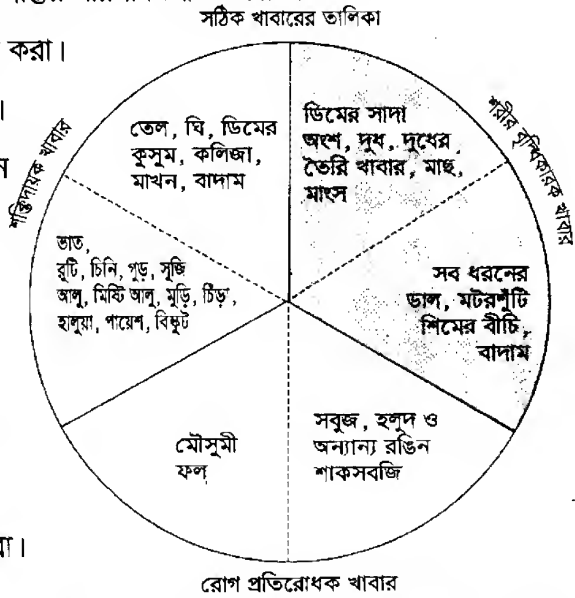 সঠিক খাবারের তালিকা
করা।
।
ন
শক্তিদায়ক খাবার
তেল, ঘি, ডিমের
কুসুম, কলিজা,
মাখন, বাদাম
ডিমের সাদা
অংশ, দুধ, দুধের
তৈরি খাবার, মাছ,
মাংস
শরীর বৃদ্ধিকারক খাবার
ভাত,
রুটি, চিনি, গুড়, সুজি
আলু, মিষ্টি আলু, মুড়ি, চিঁড়া,
হালুয়া, পায়েশ, বিস্কুট
সব ধরনের
ডাল, মটরশুঁটি
শিমের বীচি,
বাদাম
মৌসুমী
ফল
সবুজ, হলুদ ও
অন্যান্য রঙিন
শাকসবজি
রোগ প্রতিরোধক খাবার